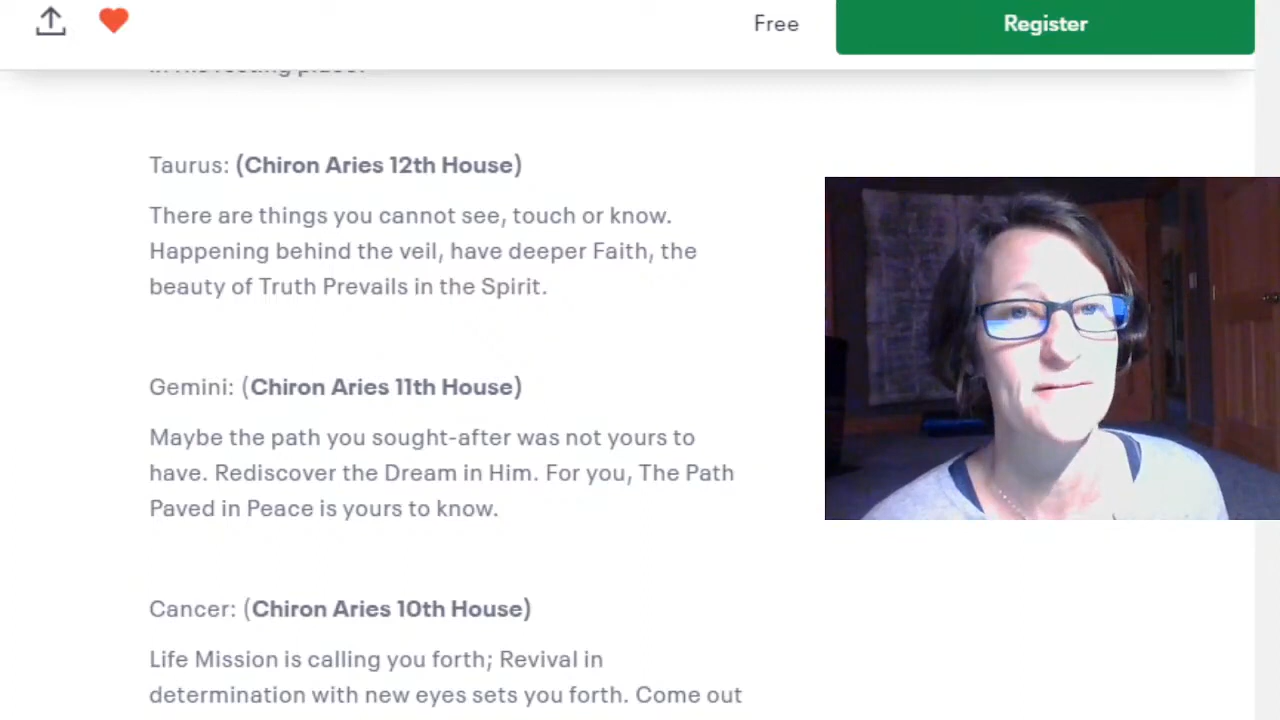 Free
Register
Taurus: (Chiron Aries 12th House)
There are things you cannot see, touch or know.
Happening behind the veil, have deeper Faith, the
beauty of Truth Prevails in the Spirit.
Gemini: (Chiron Aries 11th House)
Maybe the path you sought-after was not yours to
have. Rediscover the Dream in Him. For you, The Path
Paved in Peace is yours to know.
Cancer: (Chiron Aries 10th House)
Life Mission is calling you forth; Revival in
determination with new eyes sets you forth. Come out